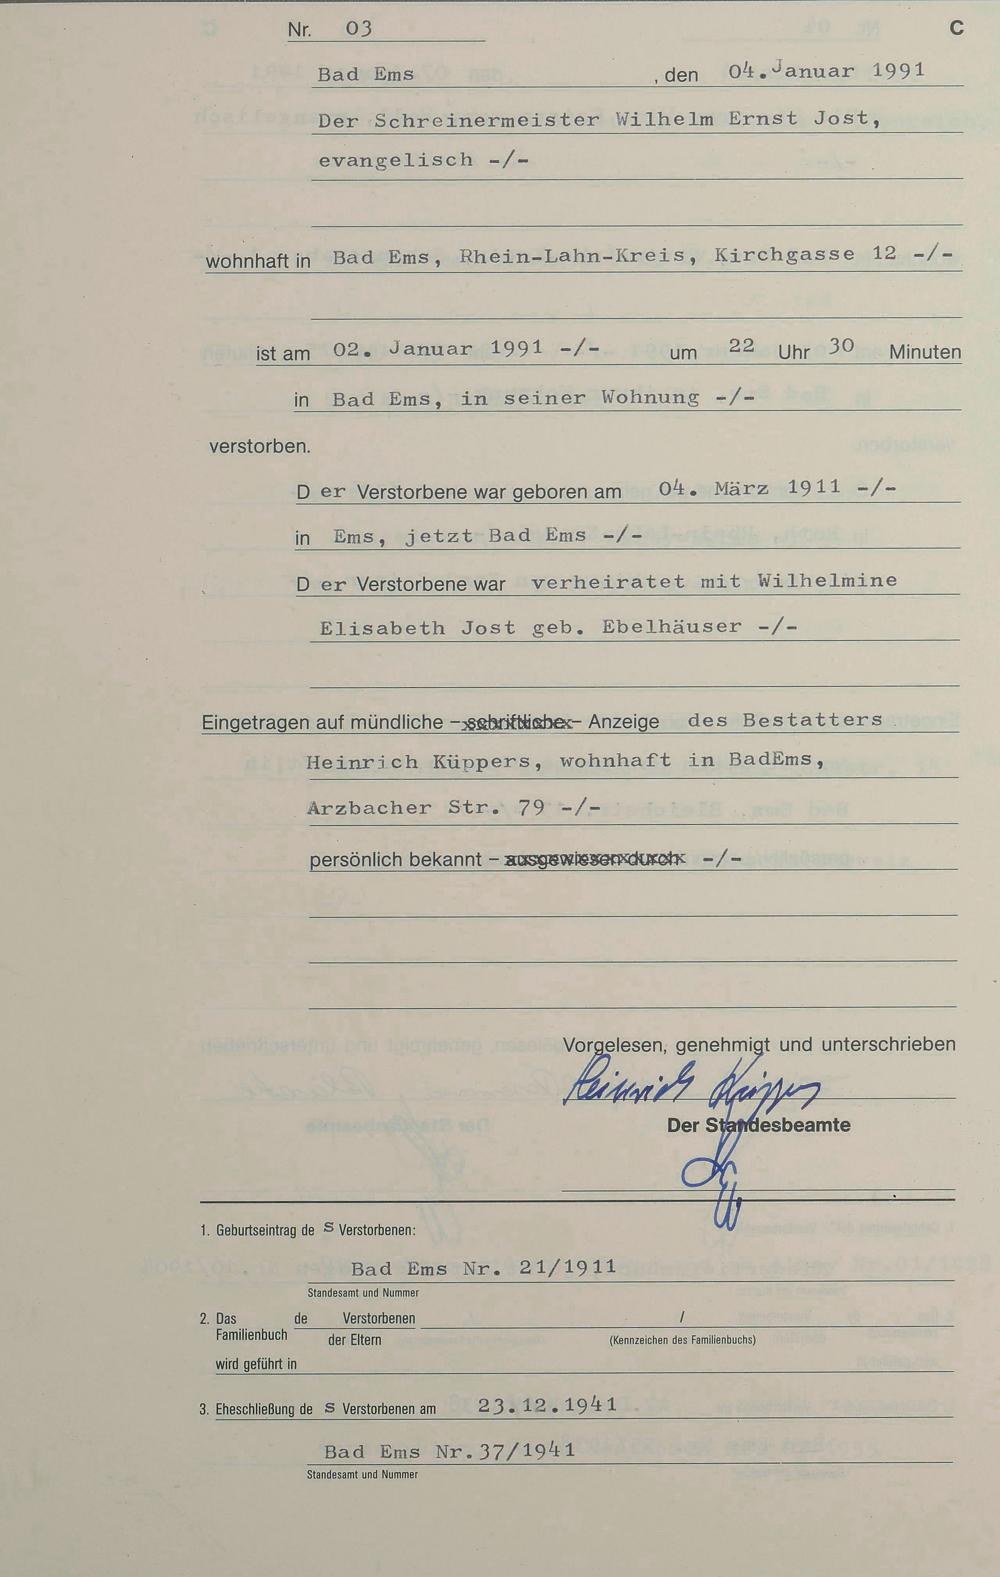 Nr. 03 C
Bad Ems , den 04. Januar 1991
Der Schreinermeister Wilhelm Ernst Jost,
evangelisch -/-
wohnhaft in Bad Ems, Rhein-Lahn-Kreis, Kirchgasse 12 -/-
ist am 02. Januar 1991 -/- um 22 Uhr 30 Minuten
in Bad Ems, in seiner Wohnung -/-
verstorben.
D er Verstorbene war geboren am 04. März 1911 -/-
in Ems, jetzt Bad Ems -/-
D er Verstorbene war verheiratet mit Wilhelmine
Elisabeth Jost geb. Ebelhäuser -/-
Eingetragen auf mündliche – schriftliche – Anzeige des Bestatters
Heinrich Küppers, wohnhaft in BadEms,
Arzbacher Str. 79 -/-
persönlich bekannt – ausgewiesen durch -/-
Vorgelesen, genehmigt und unterschrieben
Heinrich Küppers
Der Standesbeamte
1. Geburtseintrag de s Verstorbenen:
Bad Ems Nr. 21/1911
Standesamt und Nummer
2. Das de Verstorbenen /
Familienbuch der Eltern (Kennzeichen des Familienbuchs)
wird geführt in
3. Eheschließung de s Verstorbenen am 23.12.1941
Bad Ems Nr.37/1941
Standesamt und Nummer